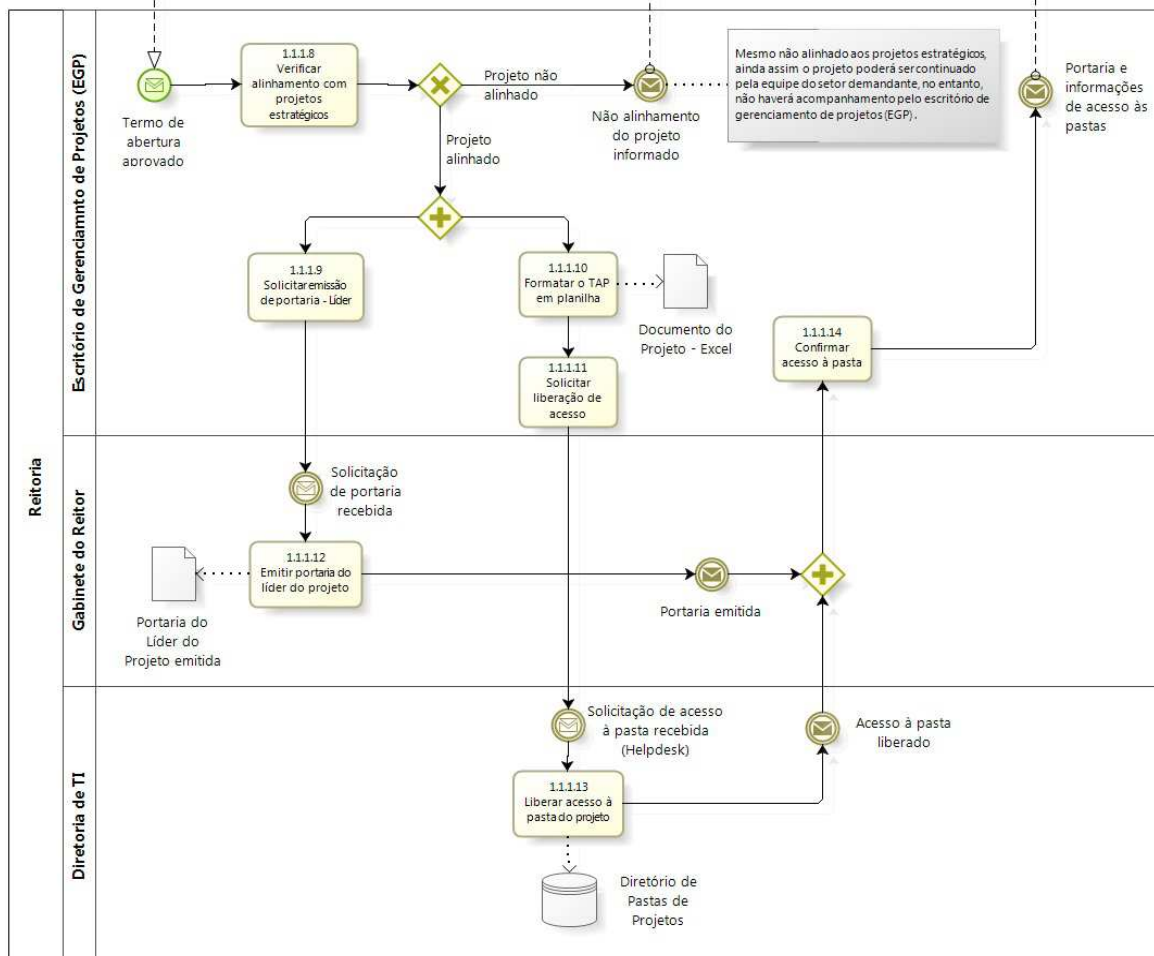 Reitoria
Escritório de Gerenciamnto de Projetos (EGP)
Termo de
abertura
aprovado
1.1.1.8
Verificar
alinhamento com
projetos
estratégicos
Projeto não
alinhado
Projeto
alinhado
Não alinhamento
do projeto
informado
Mesmo não alinhado aos projetos estratégicos,
ainda assim o projeto poderá ser continuado
pela equipe do setor demandante, no entanto,
não haverá acompanhamento pelo escritório de
gerenciamento de projetos (EGP) .
Portaria e
informações
de acesso às
pastas
1.1.1.9
Solicitar emissão
de portaria - Líder
1.1.1.10
Formatar o TAP
em planilha
Documento do
Projeto - Excel
1.1.1.11
Solicitar
liberação de
acesso
1.1.1.14
Confirmar
acesso à pasta
Gabinete do Reitor
Solicitação
de portaria
recebida
1.1.1.12
Emitir portaria do
líder do projeto
Portaria do
Líder do
Projeto emitida
Portaria emitida
Diretoria de TI
Solicitação de acesso
à pasta recebida
(Helpdesk)
Acesso à pasta
liberado
1.1.1.13
Liberar acesso à
pasta do projeto
Diretório de
Pastas de
Projetos